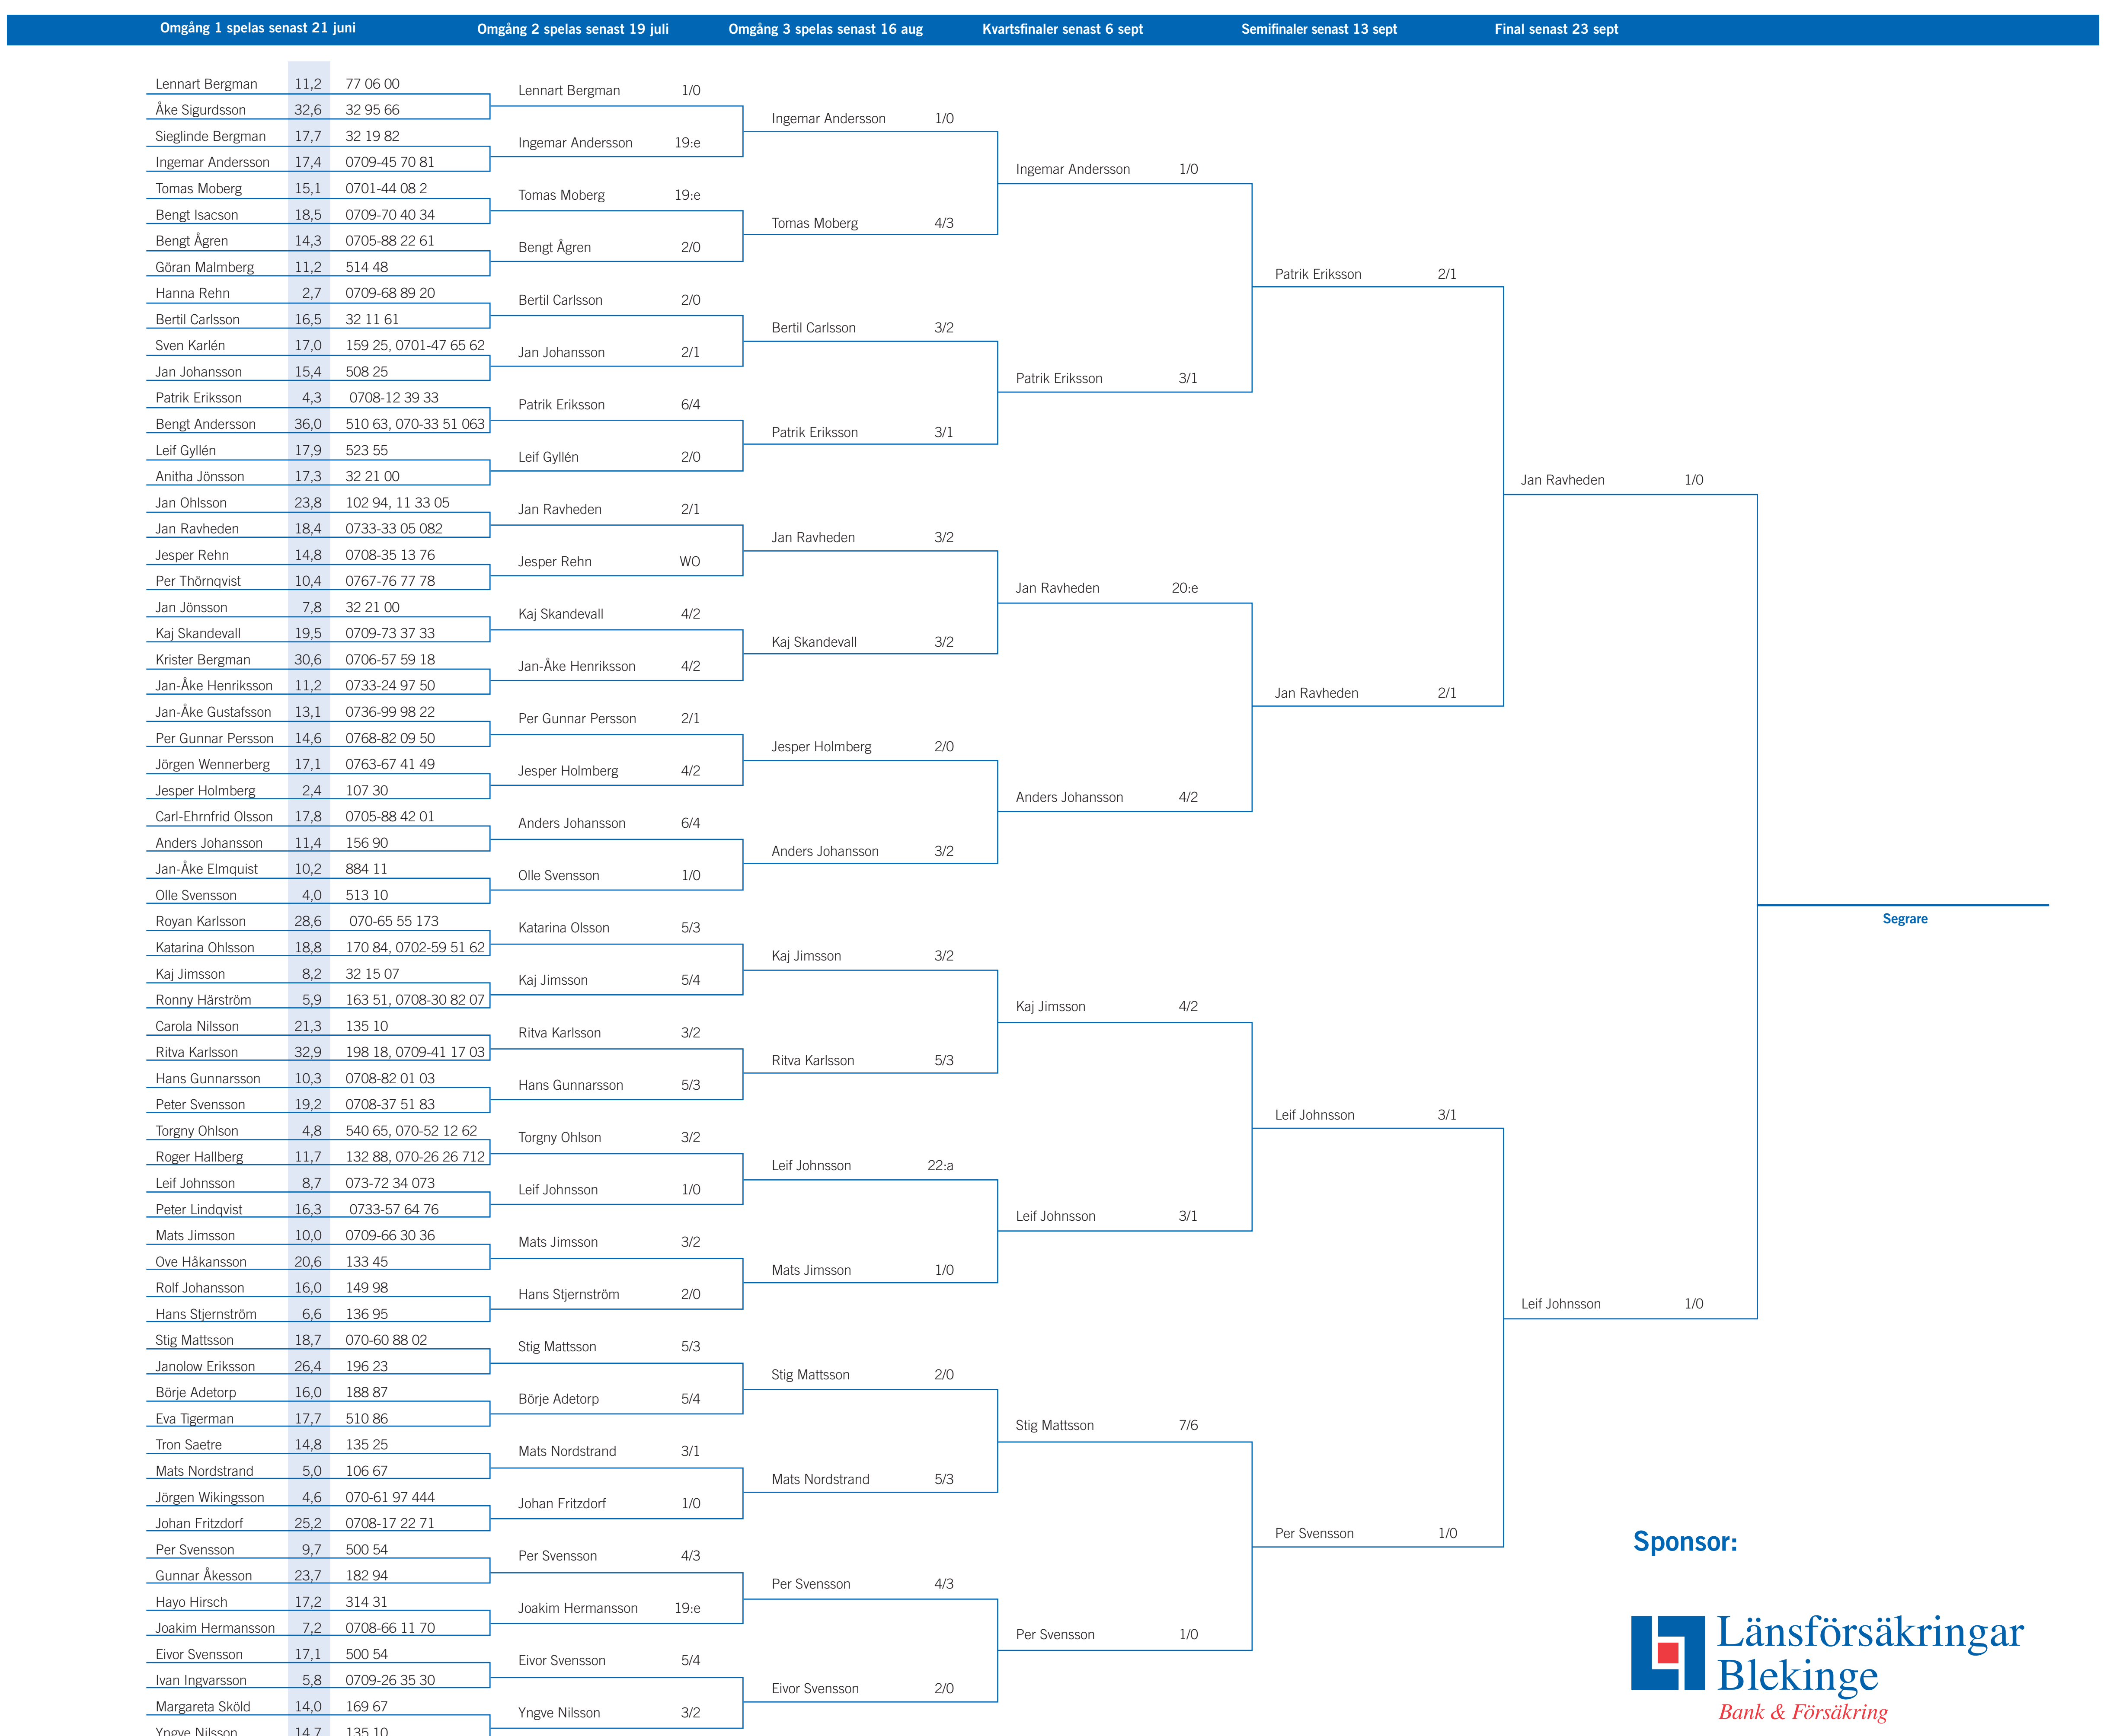 Omgång 1 spelas senast 21 juni Omgång 2 spelas senast 19 juli Omgång 3 spelas senast 16 aug Kvartsfinaler senast 6 sept Semifinaler senast 13 sept Final senast 23 sept
Lennart Bergman 11,2 77 06 00
Åke Sigurdsson 32,6 32 95 66
Sieglinde Bergman 17,7 32 19 82
Ingemar Andersson 17,4 0709-45 70 81
Tomas Moberg 15,1 0701-44 08 2
Bengt Isacson 18,5 0709-70 40 34
Bengt Ågren 14,3 0705-88 22 61
Göran Malmberg 11,2 514 48
Hanna Rehn 2,7 0709-68 89 20
Bertil Carlsson 16,5 32 11 61
Sven Karlén 17,0 159 25, 0701-47 65 62
Jan Johansson 15,4 508 25
Patrik Eriksson 4,3 0708-12 39 33
Bengt Andersson 36,0 510 63, 070-33 51 063
Leif Gyllén 17,9 523 55
Anitha Jönsson 17,3 32 21 00
Jan Ohlsson 23,8 102 94, 11 33 05
Jan Ravheden 18,4 0733-33 05 082
Jesper Rehn 14,8 0708-35 13 76
Per Thörnqvist 10,4 0767-76 77 78
Jan Jönsson 7,8 32 21 00
Kaj Skandevall 19,5 0709-73 37 33
Krister Bergman 30,6 0706-57 59 18
Jan-Åke Henriksson 11,2 0733-24 97 50
Jan-Åke Gustafsson 13,1 0736-99 98 22
Per Gunnar Persson 14,6 0768-82 09 50
Jörgen Wennerberg 17,1 0763-67 41 49
Jesper Holmberg 2,4 107 30
Carl-Ehrnfrid Olsson 17,8 0705-88 42 01
Anders Johansson 11,4 156 90
Jan-Åke Elmquist 10,2 884 11
Olle Svensson 4,0 513 10
Royan Karlsson 28,6 070-65 55 173
Katarina Ohlsson 18,8 170 84, 0702-59 51 62
Kaj Jimsson 8,2 32 15 07
Ronny Härström 5,9 163 51, 0708-30 82 07
Carola Nilsson 21,3 135 10
Ritva Karlsson 32,9 198 18, 0709-41 17 03
Hans Gunnarsson 10,3 0708-82 01 03
Peter Svensson 19,2 0708-37 51 83
Torgny Ohlson 4,8 540 65, 070-52 12 62
Roger Hallberg 11,7 132 88, 070-26 26 712
Leif Johnsson 8,7 073-72 34 073
Peter Lindqvist 16,3 0733-57 64 76
Mats Jimsson 10,0 0709-66 30 36
Ove Håkansson 20,6 133 45
Rolf Johansson 16,0 149 98
Hans Stjernström 6,6 136 95
Stig Mattsson 18,7 070-60 88 02
Janolow Eriksson 26,4 196 23
Börje Adetorp 16,0 188 87
Eva Tigerman 17,7 510 86
Tron Saetre 14,8 135 25
Mats Nordstrand 5,0 106 67
Jörgen Wikingsson 4,6 070-61 97 444
Johan Fritzdorf 25,2 0708-17 22 71
Per Svensson 9,7 500 54
Gunnar Åkesson 23,7 182 94
Hayo Hirsch 17,2 314 31
Joakim Hermansson 7,2 0708-66 11 70
Eivor Svensson 17,1 500 54
Ivan Ingvarsson 5,8 0709-26 35 30
Margareta Sköld 14,0 169 67
Yngve Nilsson 14,7 135 10
Lennart Bergman 1/0
Ingemar Andersson 19:e
Tomas Moberg 19:e
Bengt Ågren 2/0
Bertil Carlsson 2/0
Jan Johansson 2/1
Patrik Eriksson 6/4
Leif Gyllén 2/0
Jan Ravheden 2/1
Jesper Rehn WO
Kaj Skandevall 4/2
Jan-Åke Henriksson 4/2
Per Gunnar Persson 2/1
Jesper Holmberg 4/2
Anders Johansson 6/4
Olle Svensson 1/0
Katarina Olsson 5/3
Kaj Jimsson 5/4
Ritva Karlsson 3/2
Hans Gunnarsson 5/3
Torgny Ohlson 3/2
Leif Johnsson 1/0
Mats Jimsson 3/2
Hans Stjernström 2/0
Stig Mattsson 5/3
Börje Adetorp 5/4
Mats Nordstrand 3/1
Johan Fritzdorf 1/0
Per Svensson 4/3
Joakim Hermansson 19:e
Eivor Svensson 5/4
Yngve Nilsson 3/2
Ingemar Andersson 1/0
Tomas Moberg 4/3
Bertil Carlsson 3/2
Patrik Eriksson 3/1
Jan Ravheden 3/2
Kaj Skandevall 3/2
Jesper Holmberg 2/0
Anders Johansson 3/2
Kaj Jimsson 3/2
Ritva Karlsson 5/3
Leif Johnsson 22:a
Mats Jimsson 1/0
Stig Mattsson 2/0
Mats Nordstrand 5/3
Per Svensson 4/3
Eivor Svensson 2/0
Ingemar Andersson 1/0
Patrik Eriksson 3/1
Jan Ravheden 20:e
Anders Johansson 4/2
Kaj Jimsson 4/2
Leif Johnsson 3/1
Stig Mattsson 7/6
Per Svensson 1/0
Patrik Eriksson 2/1
Jan Ravheden 2/1
Leif Johnsson 3/1
Per Svensson 1/0
Jan Ravheden 1/0
Leif Johnsson 1/0
Segrare
Sponsor:
Länsförsäkringar
Blekinge
Bank & Försäkring